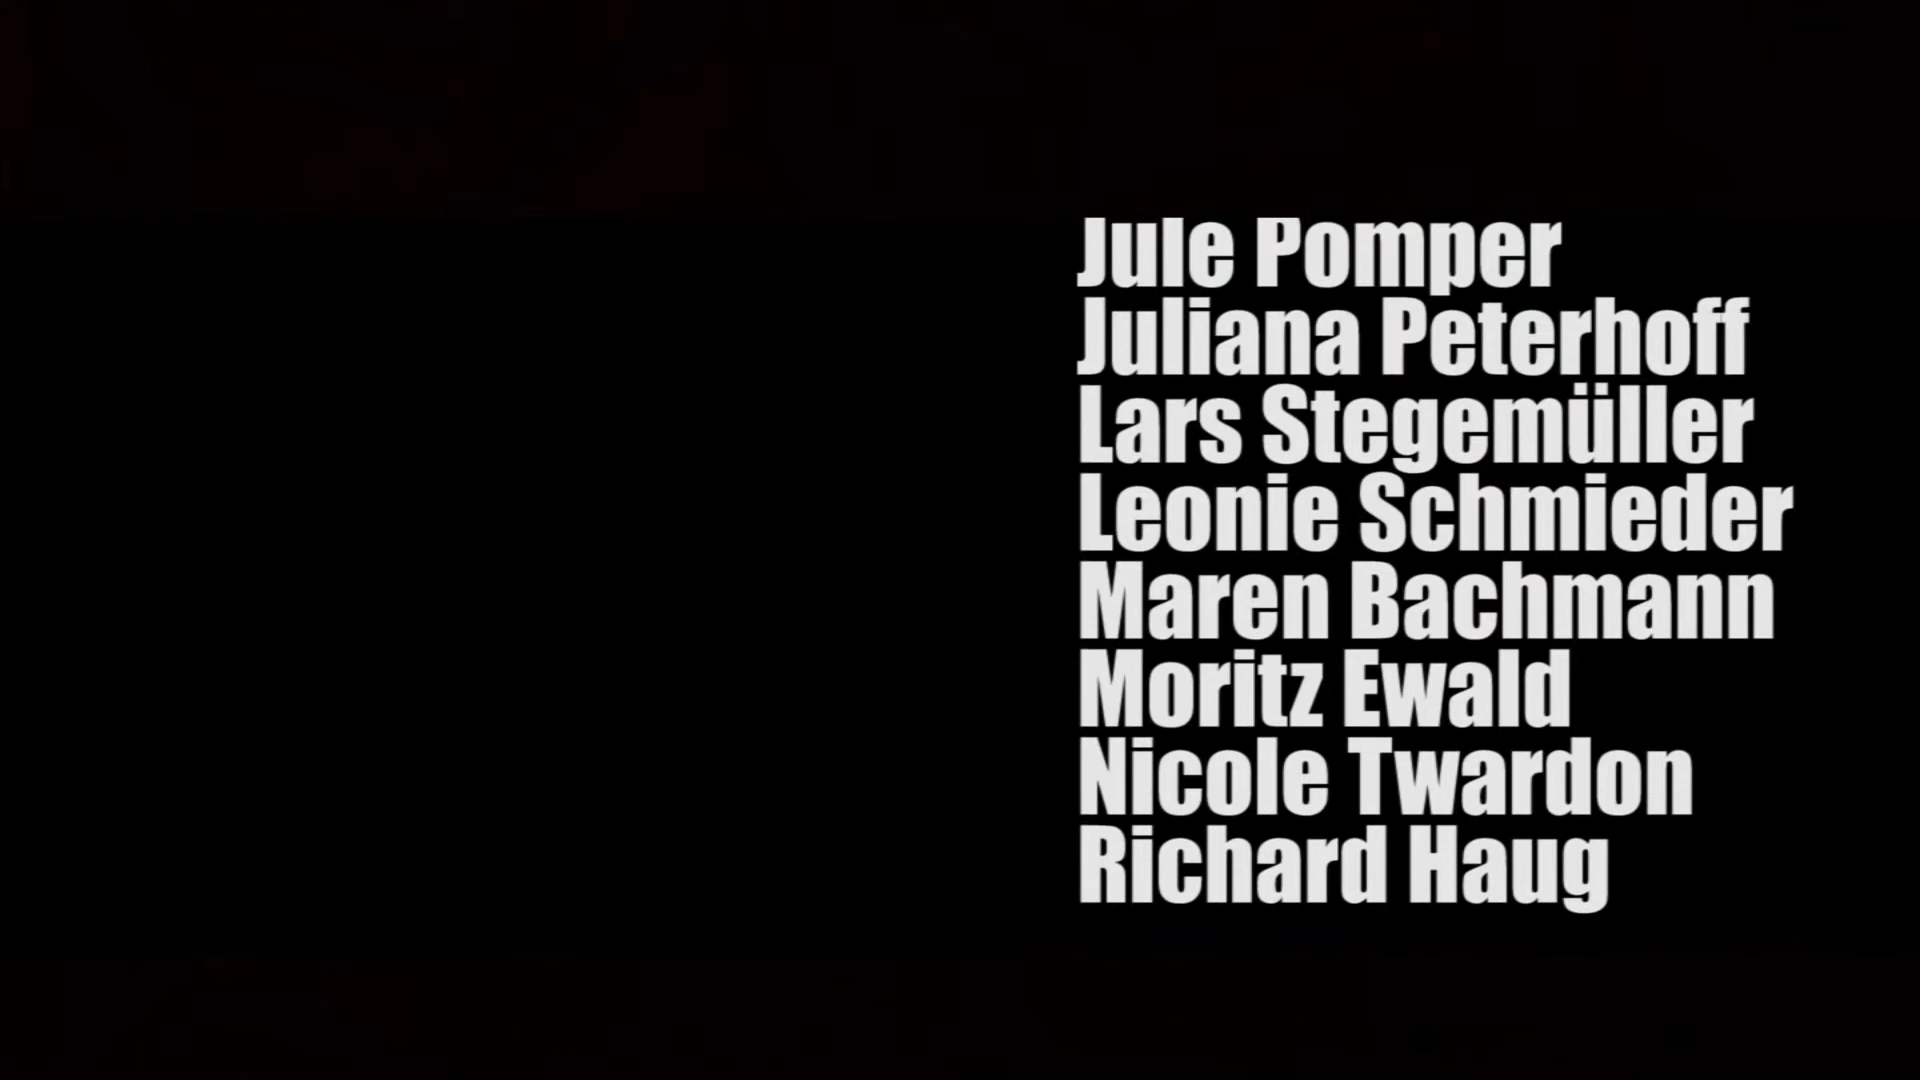 Jule Pomper
Juliana Peterhoff
Lars Stegemüller
Leonie Schmieder
Maren Bachmann
Moritz Ewald
Nicole Twardon
Richard Haug